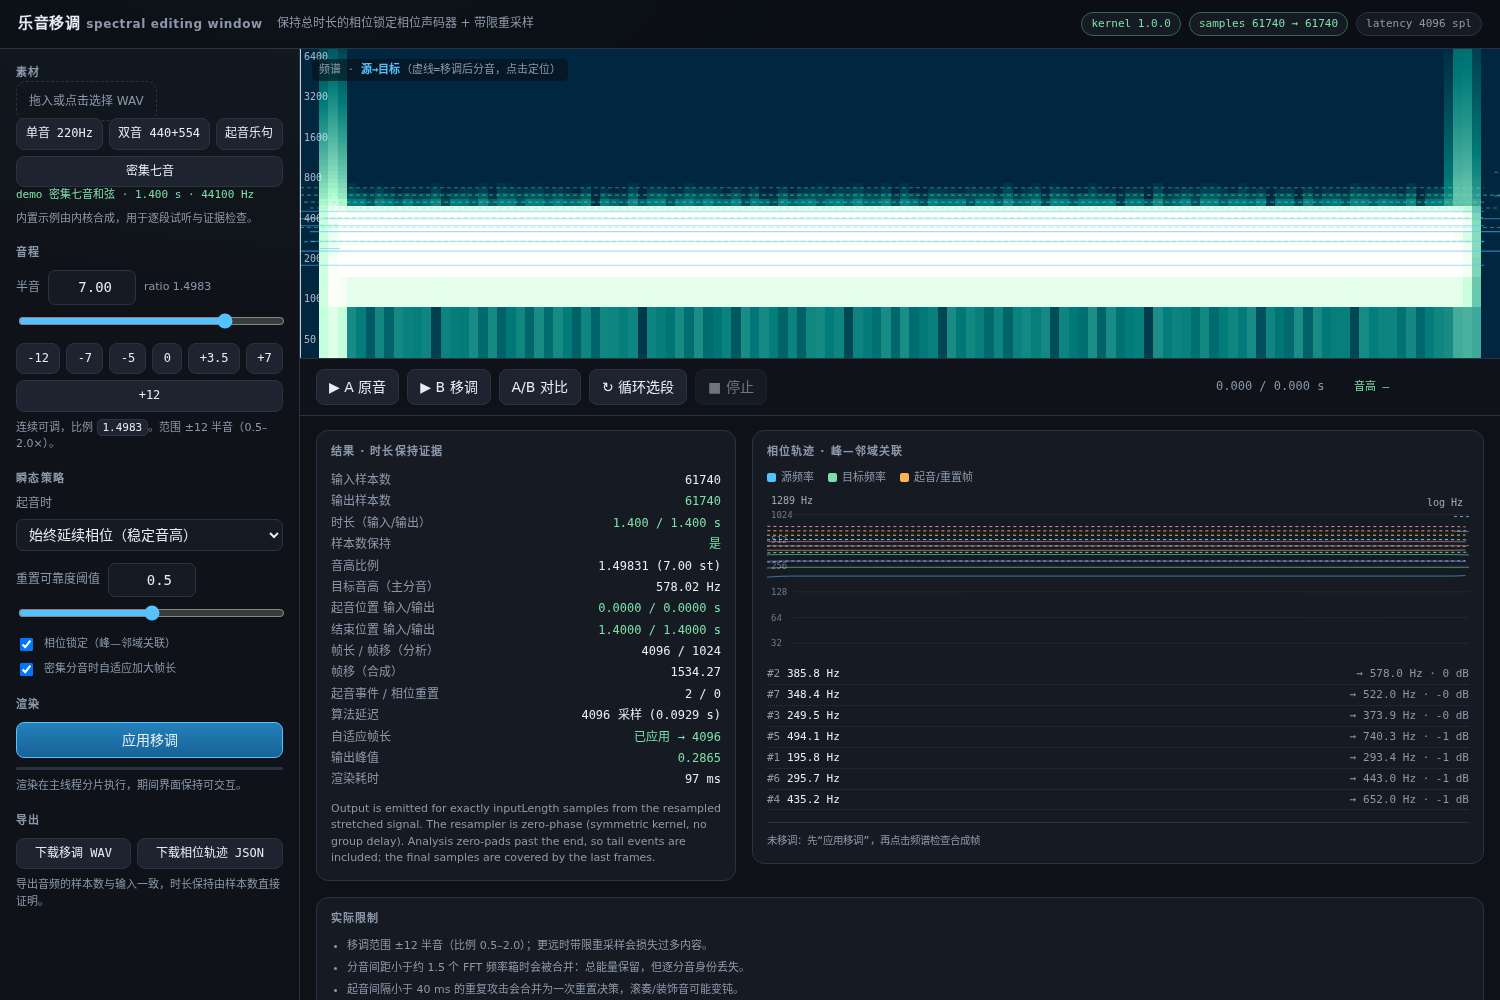 乐音移调 spectral editing window 保持总时长的相位锁定相位声码器 + 带限重采样
kernel 1.0.0
samples 61740 → 61740
latency 4096 spl
素材
拖入或点击选择 WAV
单音 220Hz
双音 440+554
起音乐句
密集七音
demo 密集七音和弦 · 1.400 s · 44100 Hz
内置示例由内核合成，用于逐段试听与证据检查。
音程
半音 7.00 ratio 1.4983
-12
-7
-5
0
+3.5
+7
+12
连续可调，比例 1.4983。范围 ±12 半音（0.5–
2.0×）。
瞬态策略
起音时
始终延续相位（稳定音高）
重置可靠度阈值 0.5
相位锁定（峰—邻域关联）
密集分音时自适应加大帧长
渲染
应用移调
渲染在主线程分片执行，期间界面保持可交互。
导出
下载移调 WAV
下载相位轨迹 JSON
导出音频的样本数与输入一致，时长保持由样本数直接
证明。
频谱 · 源→目标（虚线=移调后分音，点击定位）
6400
3200
1600
800
400
200
100
50
▶ A 原音
▶ B 移调
A/B 对比
↻ 循环选段
■ 停止
0.000 / 0.000 s
音高 —
结果 · 时长保持证据
输入样本数 61740
输出样本数 61740
时长（输入/输出） 1.400 / 1.400 s
样本数保持 是
音高比例 1.49831 (7.00 st)
目标音高（主分音） 578.02 Hz
起音位置 输入/输出 0.0000 / 0.0000 s
结束位置 输入/输出 1.4000 / 1.4000 s
帧长 / 帧移（分析） 4096 / 1024
帧移（合成） 1534.27
起音事件 / 相位重置 2 / 0
算法延迟 4096 采样 (0.0929 s)
自适应帧长 已应用 → 4096
输出峰值 0.2865
渲染耗时 97 ms
Output is emitted for exactly inputLength samples from the resampled
stretched signal. The resampler is zero-phase (symmetric kernel, no
group delay). Analysis zero-pads past the end, so tail events are
included; the final samples are covered by the last frames.
相位轨迹 · 峰—邻域关联
源频率 目标频率 起音/重置帧
1289 Hz
log Hz
1024
512
256
128
64
32
#2 385.8 Hz → 578.0 Hz · 0 dB
#7 348.4 Hz → 522.0 Hz · -0 dB
#3 249.5 Hz → 373.9 Hz · -0 dB
#5 494.1 Hz → 740.3 Hz · -1 dB
#1 195.8 Hz → 293.4 Hz · -1 dB
#6 295.7 Hz → 443.0 Hz · -1 dB
#4 435.2 Hz → 652.0 Hz · -1 dB
未移调：先“应用移调”，再点击频谱检查合成帧
实际限制
• 移调范围 ±12 半音（比例 0.5–2.0）；更远时带限重采样会损失过多内容。
• 分音间距小于约 1.5 个 FFT 频率箱时会被合并：总能量保留，但逐分音身份丢失。
• 起音间隔小于 40 ms 的重复攻击会合并为一次重置决策，滚奏/装饰音可能变钝。